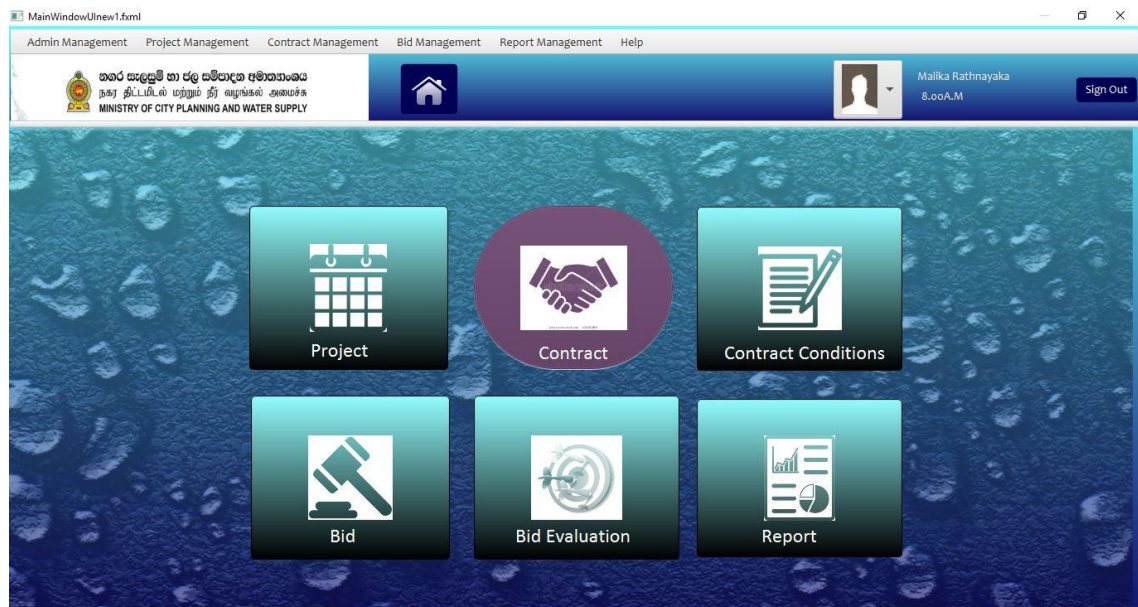 MainWindowUInew1.fxml
Admin Management Project Management Contract Management Bid Management Report Management Help
නගර සැලසුම් හා ජල සම්පාදන අමාත්‍යාංශය
நகர திட்டமிடல் மற்றும் நீர் வழங்கல் அமைச்சு
MINISTRY OF CITY PLANNING AND WATER SUPPLY
Malika Rathnayaka
8.00A.M
Sign Out
Project
Contract
Contract Conditions
Bid
Bid Evaluation
Report